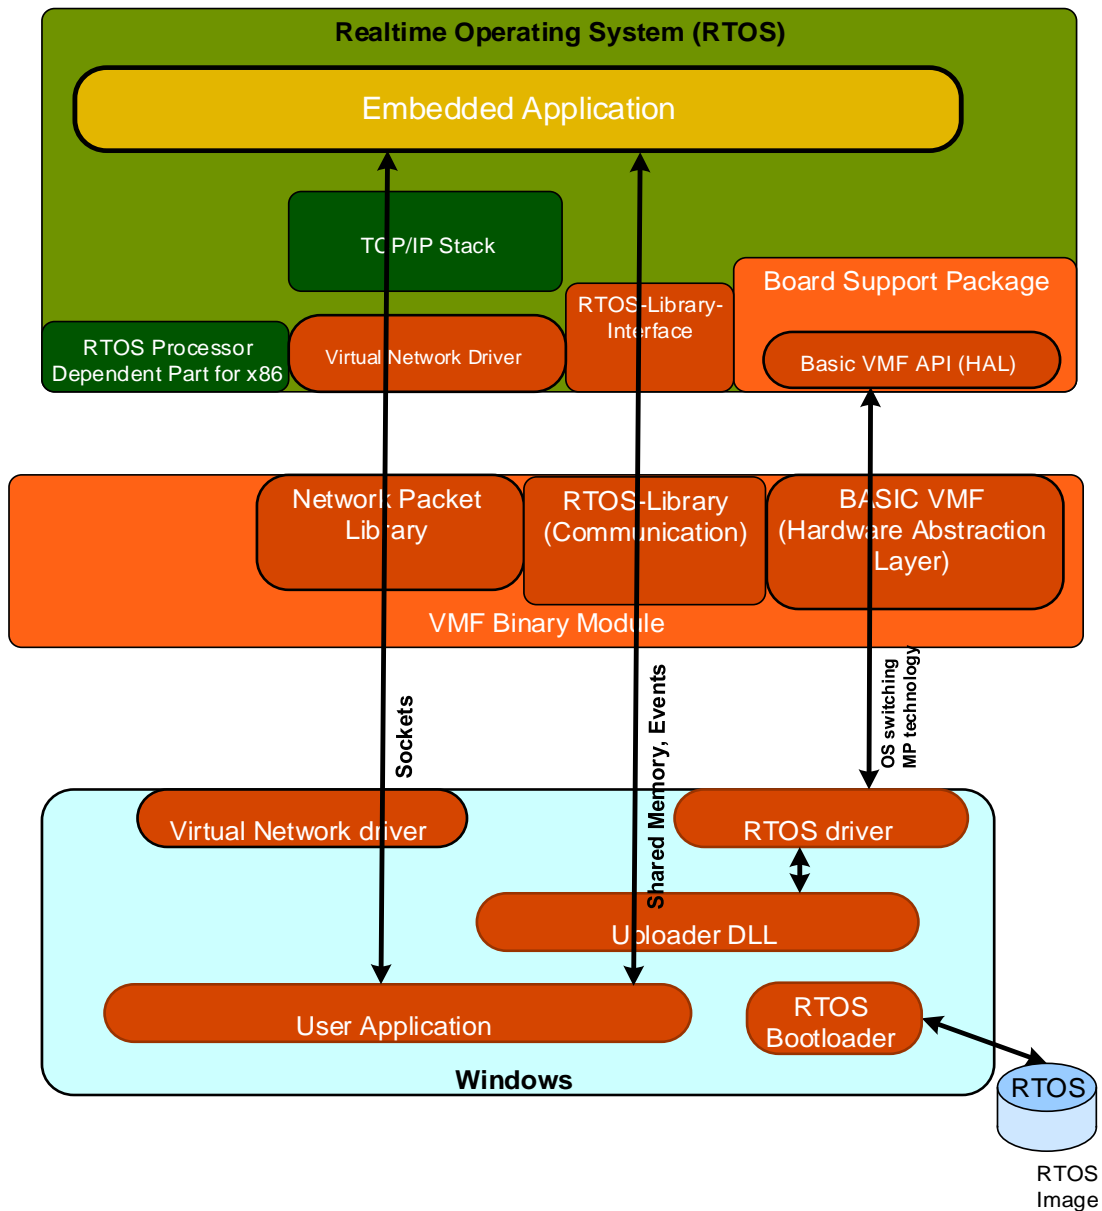 Realtime Operating System (RTOS)
Embedded Application
TCP/IP Stack
Board Support Package
RTOS-Library-
Interface
RTOS Processor
Dependent Part for x86
Virtual Network Driver
Basic VMF API (HAL)
Network Packet
Library
RTOS-Library
(Communication)
BASIC VMF
(Hardware Abstraction
Layer)
VMF Binary Module
Sockets
Shared Memory, Events
OS switching
MP technology
Virtual Network driver
RTOS driver
Uploader DLL
User Application
RTOS
Bootloader
Windows
RTOS
RTOS
Image